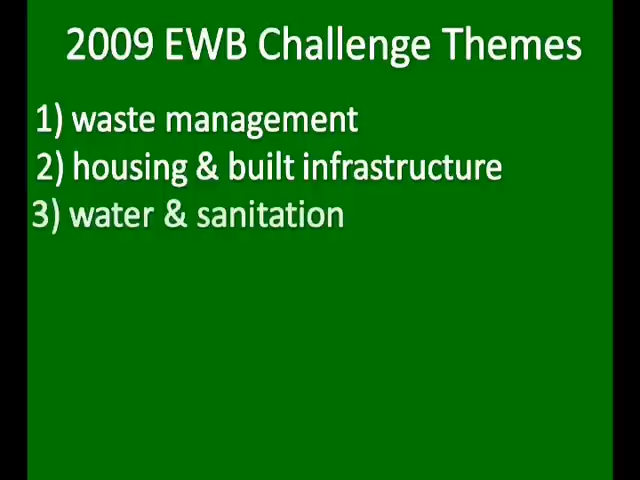 2009 EWB Challenge Themes
1) waste management
2) housing & built infrastructure
3) water & sanitation